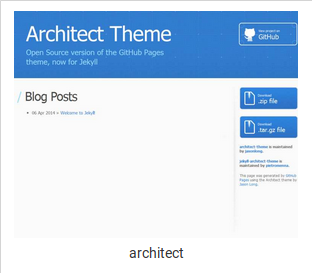 Architect Theme
Open Source version of the GitHub Pages
theme, now for Jekyll
View project on
GitHub
/ Blog Posts
06 Apr 2014 » Welcome to Jekyll!
Download
.zip file
Download
.tar.gz file
architect-theme is maintained
by jasonlong.
jekyll-architect-theme is
maintained by
This page was generated by GitHub
Pages using the Architect theme by
Jason Long.
architect